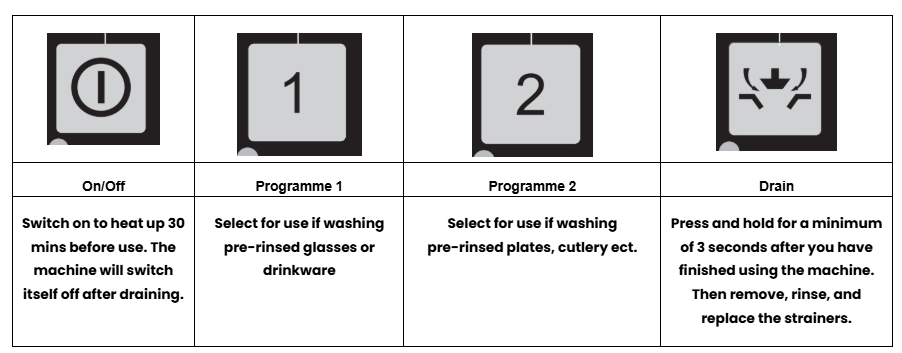 1
2
On/Off
Programme 1
Programme 2
Drain
Switch on to heat up 30
mins before use. The
machine will switch
itself off after draining.
Select for use if washing
pre-rinsed glasses or
drinkware
Select for use if washing
pre-rinsed plates, cutlery ect.
Press and hold for a minimum
of 3 seconds after you have
finished using the machine.
Then remove, rinse, and
replace the strainers.